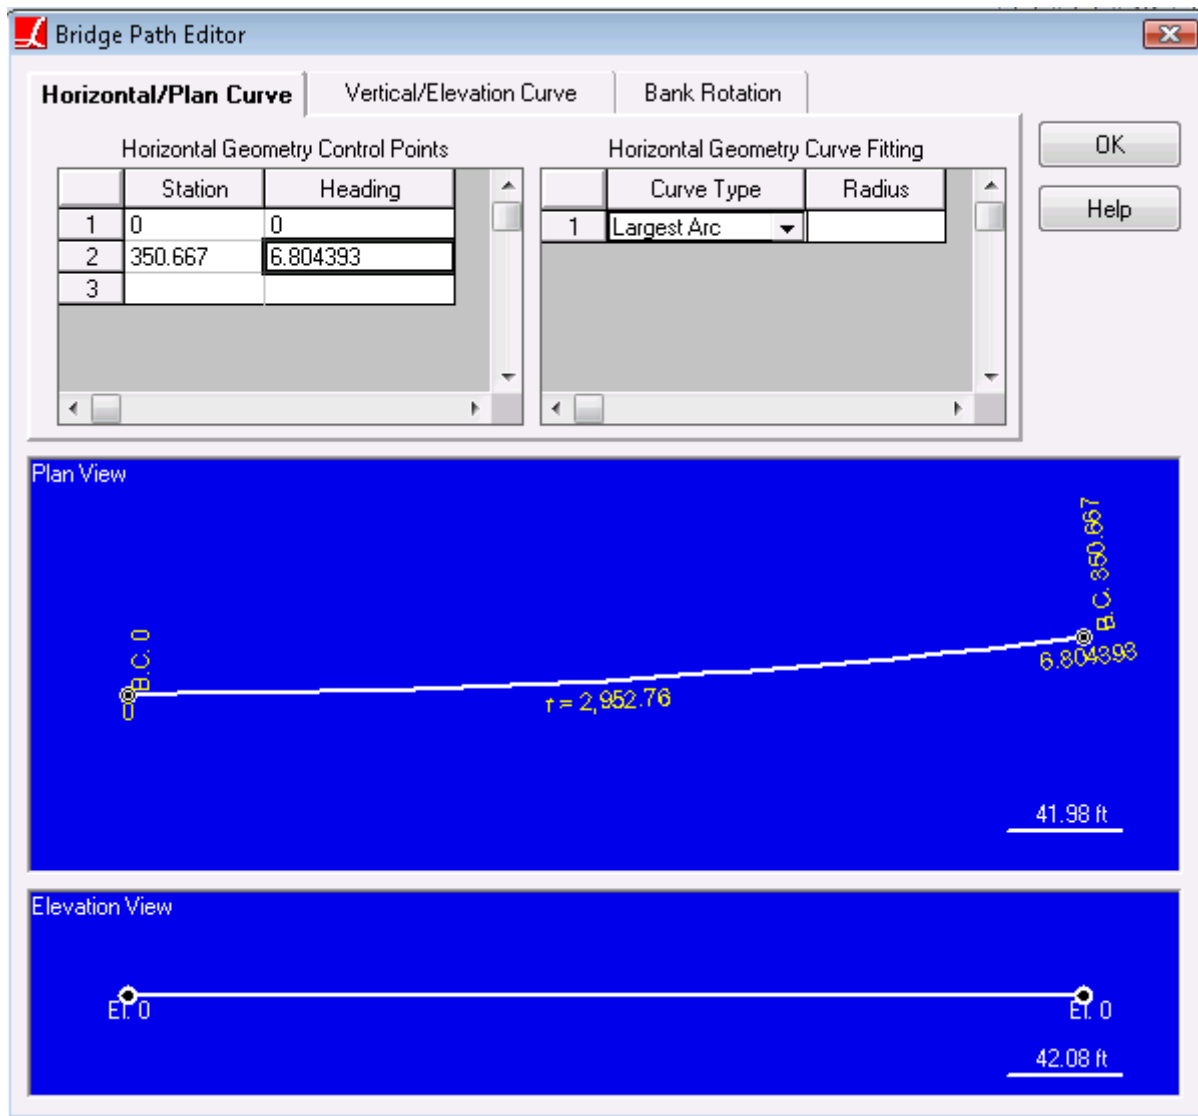 Bridge Path Editor
Horizontal/Plan Curve Vertical/Elevation Curve Bank Rotation
OK
Help
Horizontal Geometry Control Points
Station Heading
1 0 0
2 350.667 6.804393
3
Horizontal Geometry Curve Fitting
Curve Type Radius
1 Largest Arc
Plan View
B.C. 0
0
r = 2,952.76
B.C. 350.667
6.804393
41.98 ft
Elevation View
El. 0
El. 0
42.08 ft